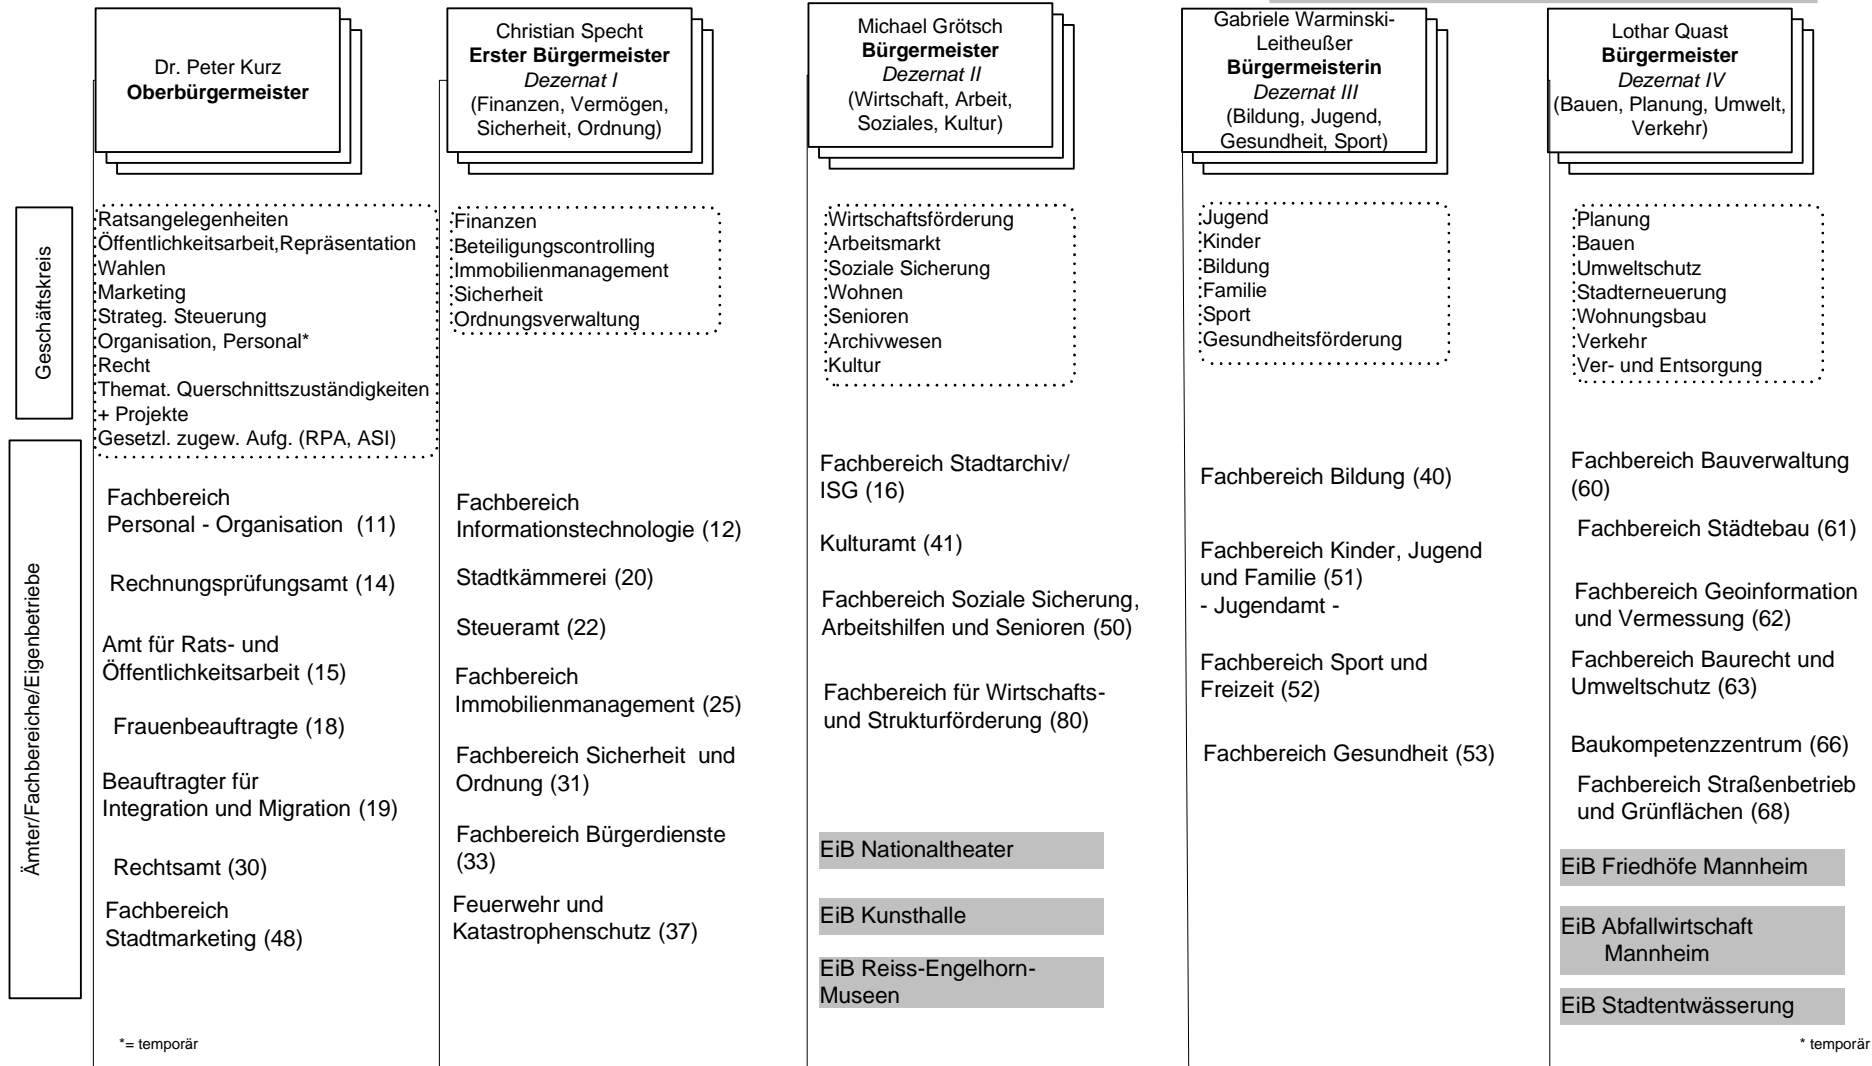 Dr. Peter Kurz
Oberbürgermeister
Christian Specht
Erster Bürgermeister
Dezernat I
(Finanzen, Vermögen,
Sicherheit, Ordnung)
Michael Grötsch
Bürgermeister
Dezernat II
(Wirtschaft, Arbeit,
Soziales, Kultur)
Gabriele Warminski-
Leitheußer
Bürgermeisterin
Dezernat III
(Bildung, Jugend,
Gesundheit, Sport)
Lothar Quast
Bürgermeister
Dezernat IV
(Bauen, Planung, Umwelt,
Verkehr)
Geschäftskreis
Ratsangelegenheiten
Öffentlichkeitsarbeit,Repräsentation
Wahlen
Marketing
Strateg. Steuerung
Organisation, Personal*
Recht
Themat. Querschnittszuständigkeiten
+ Projekte
Gesetzl. zugew. Aufg. (RPA, ASI)
Finanzen
Beteiligungscontrolling
Immobilienmanagement
Sicherheit
Ordnungsverwaltung
Wirtschaftsförderung
Arbeitsmarkt
Soziale Sicherung
Wohnen
Senioren
Archivwesen
Kultur
Jugend
Kinder
Bildung
Familie
Sport
Gesundheitsförderung
Planung
Bauen
Umweltschutz
Stadterneuerung
Wohnungsbau
Verkehr
Ver- und Entsorgung
Ämter/Fachbereiche/Eigenbetriebe
Fachbereich
Personal - Organisation (11)
Rechnungsprüfungsamt (14)
Amt für Rats- und
Öffentlichkeitsarbeit (15)
Frauenbeauftragte (18)
Beauftragter für
Integration und Migration (19)
Rechtsamt (30)
Fachbereich
Stadtmarketing (48)
Fachbereich
Informationstechnologie (12)
Stadtkämmerei (20)
Steueramt (22)
Fachbereich
Immobilienmanagement (25)
Fachbereich Sicherheit und
Ordnung (31)
Fachbereich Bürgerdienste
(33)
Feuerwehr und
Katastrophenschutz (37)
Fachbereich Stadtarchiv/
ISG (16)
Kulturamt (41)
Fachbereich Soziale Sicherung,
Arbeitshilfen und Senioren (50)
Fachbereich für Wirtschafts-
und Strukturförderung (80)
EiB Nationaltheater
EiB Kunsthalle
EiB Reiss-Engelhorn-
Museen
Fachbereich Bildung (40)
Fachbereich Kinder, Jugend
und Familie (51)
- Jugendamt -
Fachbereich Sport und
Freizeit (52)
Fachbereich Gesundheit (53)
Fachbereich Bauverwaltung
(60)
Fachbereich Städtebau (61)
Fachbereich Geoinformation
und Vermessung (62)
Fachbereich Baurecht und
Umweltschutz (63)
Baukompetenzzentrum (66)
Fachbereich Straßenbetrieb
und Grünflächen (68)
EiB Friedhöfe Mannheim
EiB Abfallwirtschaft
Mannheim
EiB Stadtentwässerung
*= temporär
* temporär